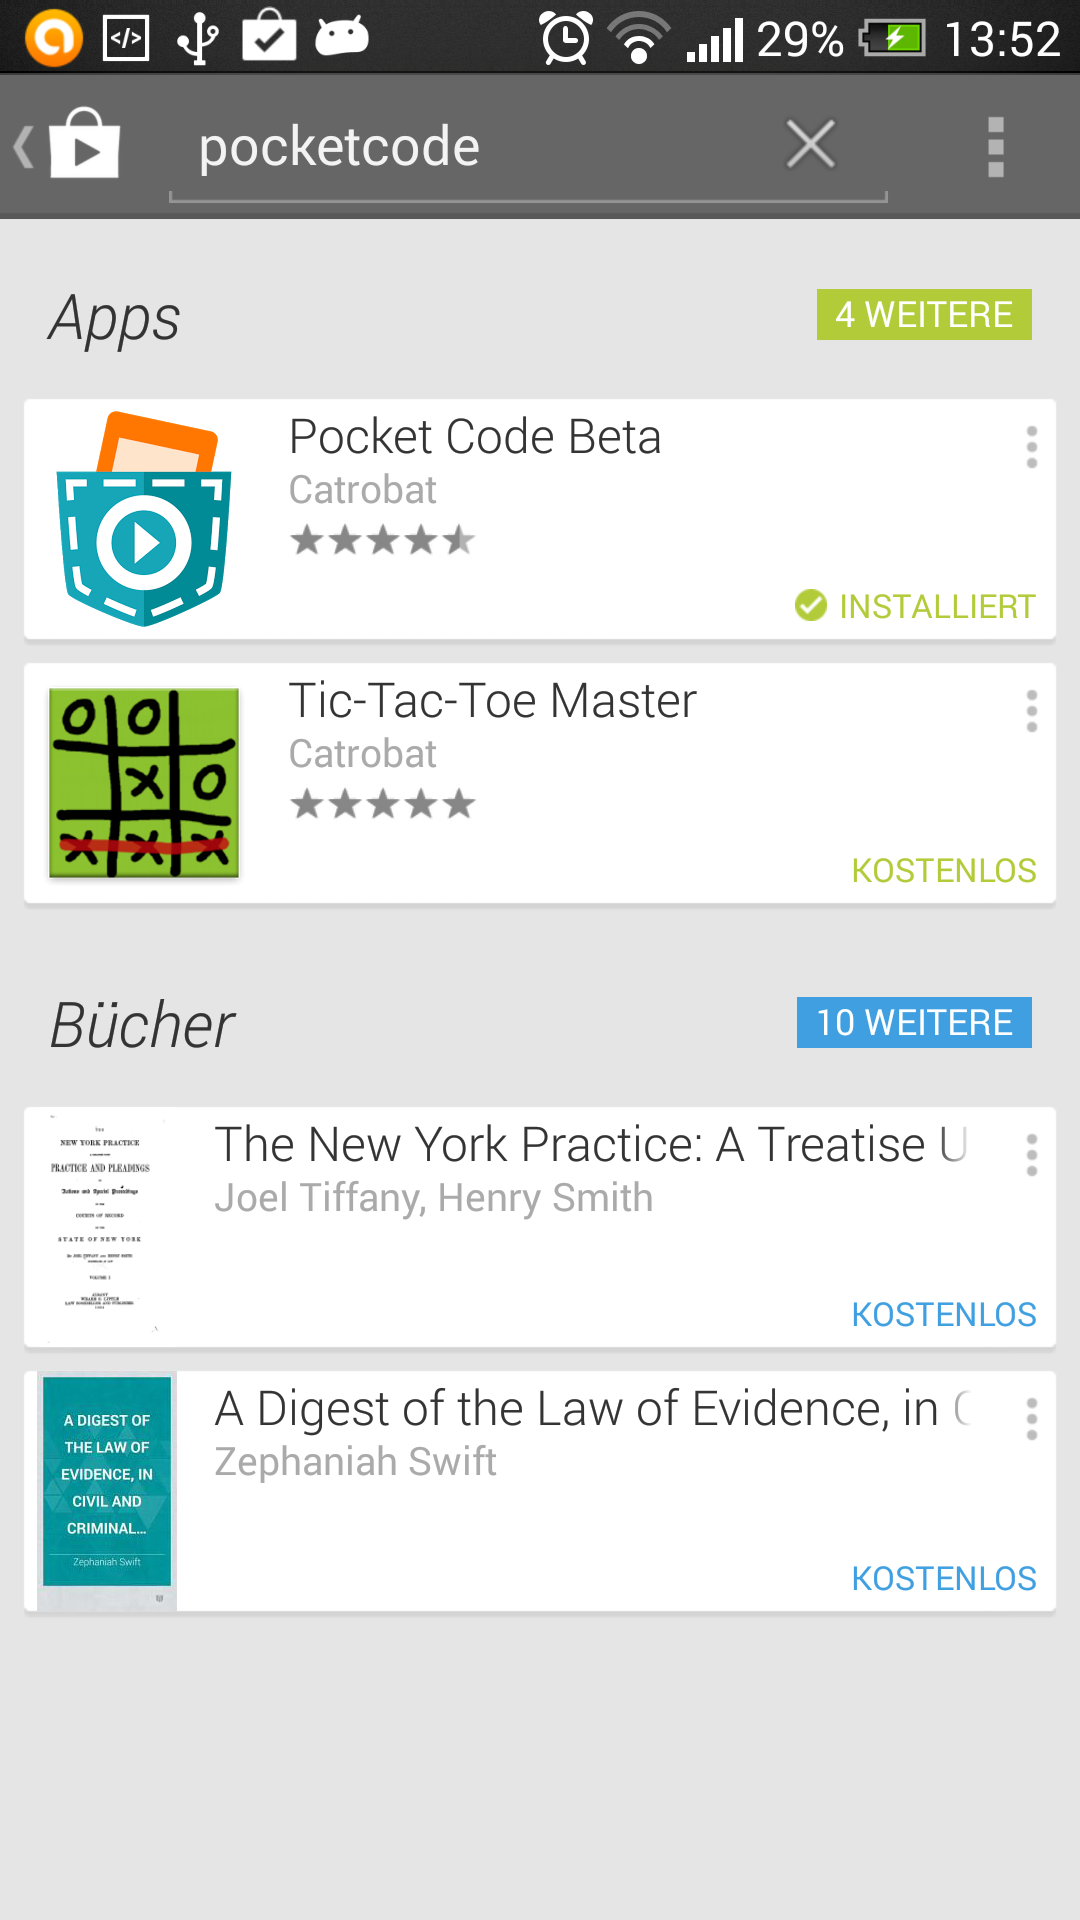 29% 13:52
pocketcode
Apps
4 WEITERE
Pocket Code Beta
Catrobat
INSTALLIERT
Tic-Tac-Toe Master
Catrobat
KOSTENLOS
Bücher
10 WEITERE
NEW YORK PRACTICE
PRACTICE AND PLEADINGS
STATE OF NEW YORK
The New York Practice: A Treatise U
Joel Tiffany, Henry Smith
KOSTENLOS
A DIGEST OF
THE LAW OF
EVIDENCE, IN
CIVIL AND
CRIMINAL...
Zephaniah Swift
A Digest of the Law of Evidence, in
Zephaniah Swift
KOSTENLOS